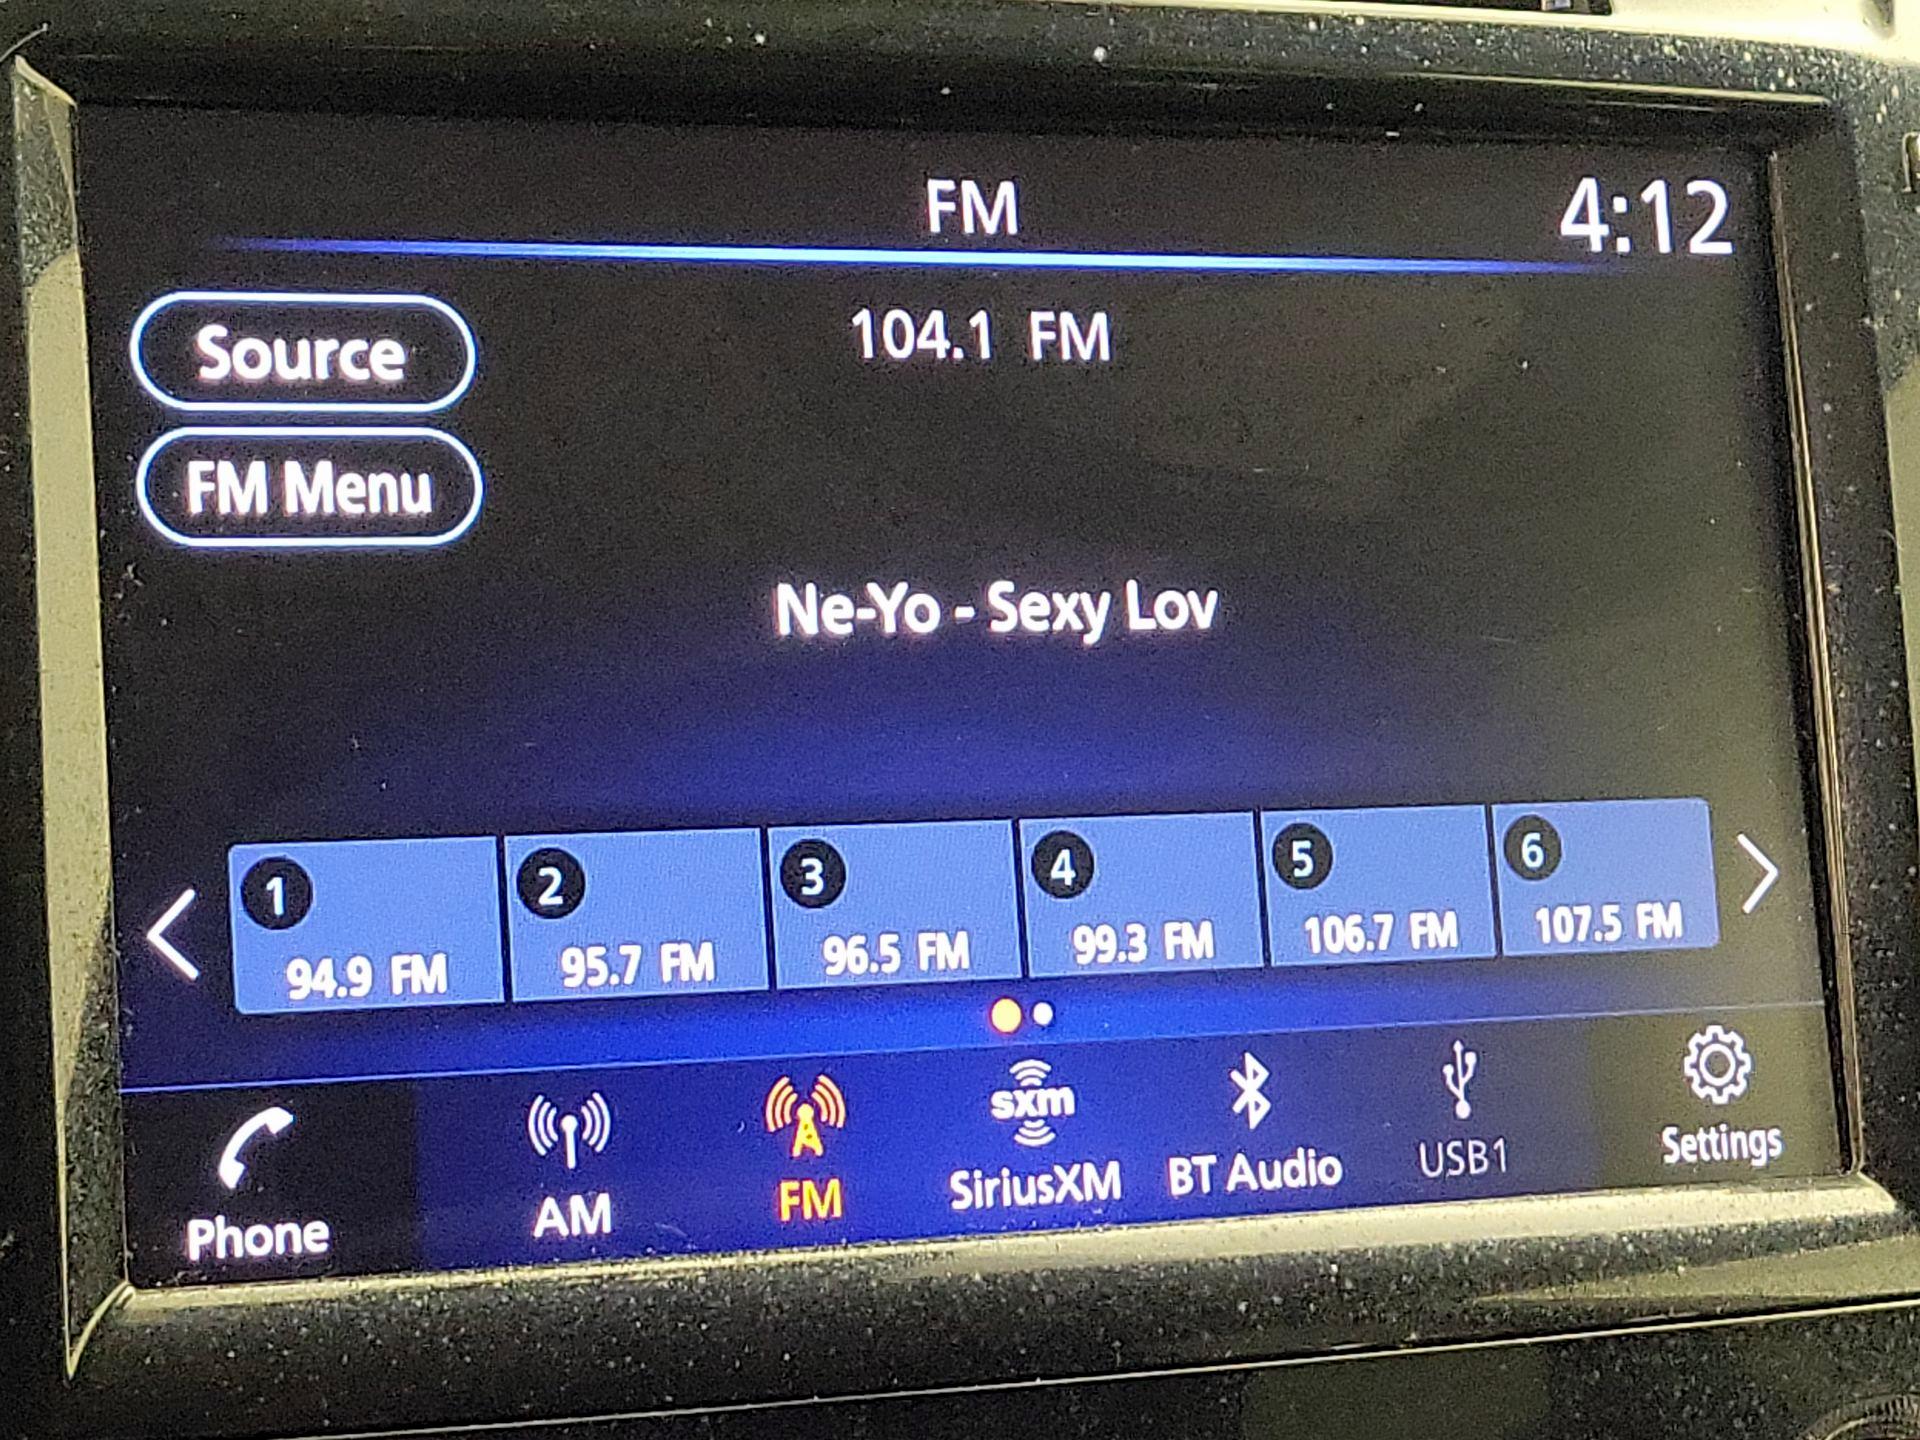 FM
4:12
Source
104.1 FM
FM Menu
Ne-Yo - Sexy Lov
1
2
3
4
5
6
94.9 FM
95.7 FM
96.5 FM
99.3 FM
106.7 FM
107.5 FM
sxm
Phone
AM
FM
SiriusXM
BT Audio
USB1
Settings